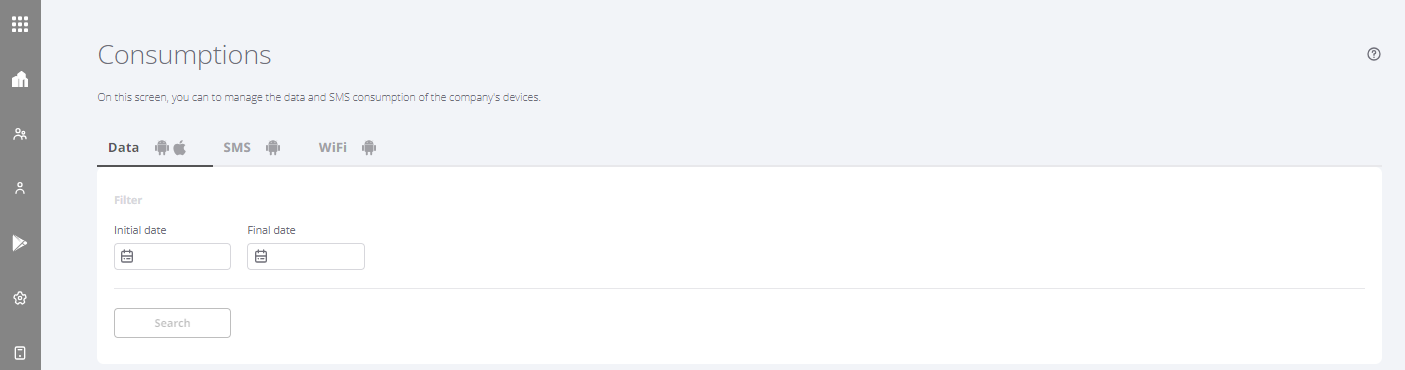 Consumptions
On this screen, you can to manage the data and SMS consumption of the company's devices.
Data SMS WiFi
Filter
Initial date Final date
Search